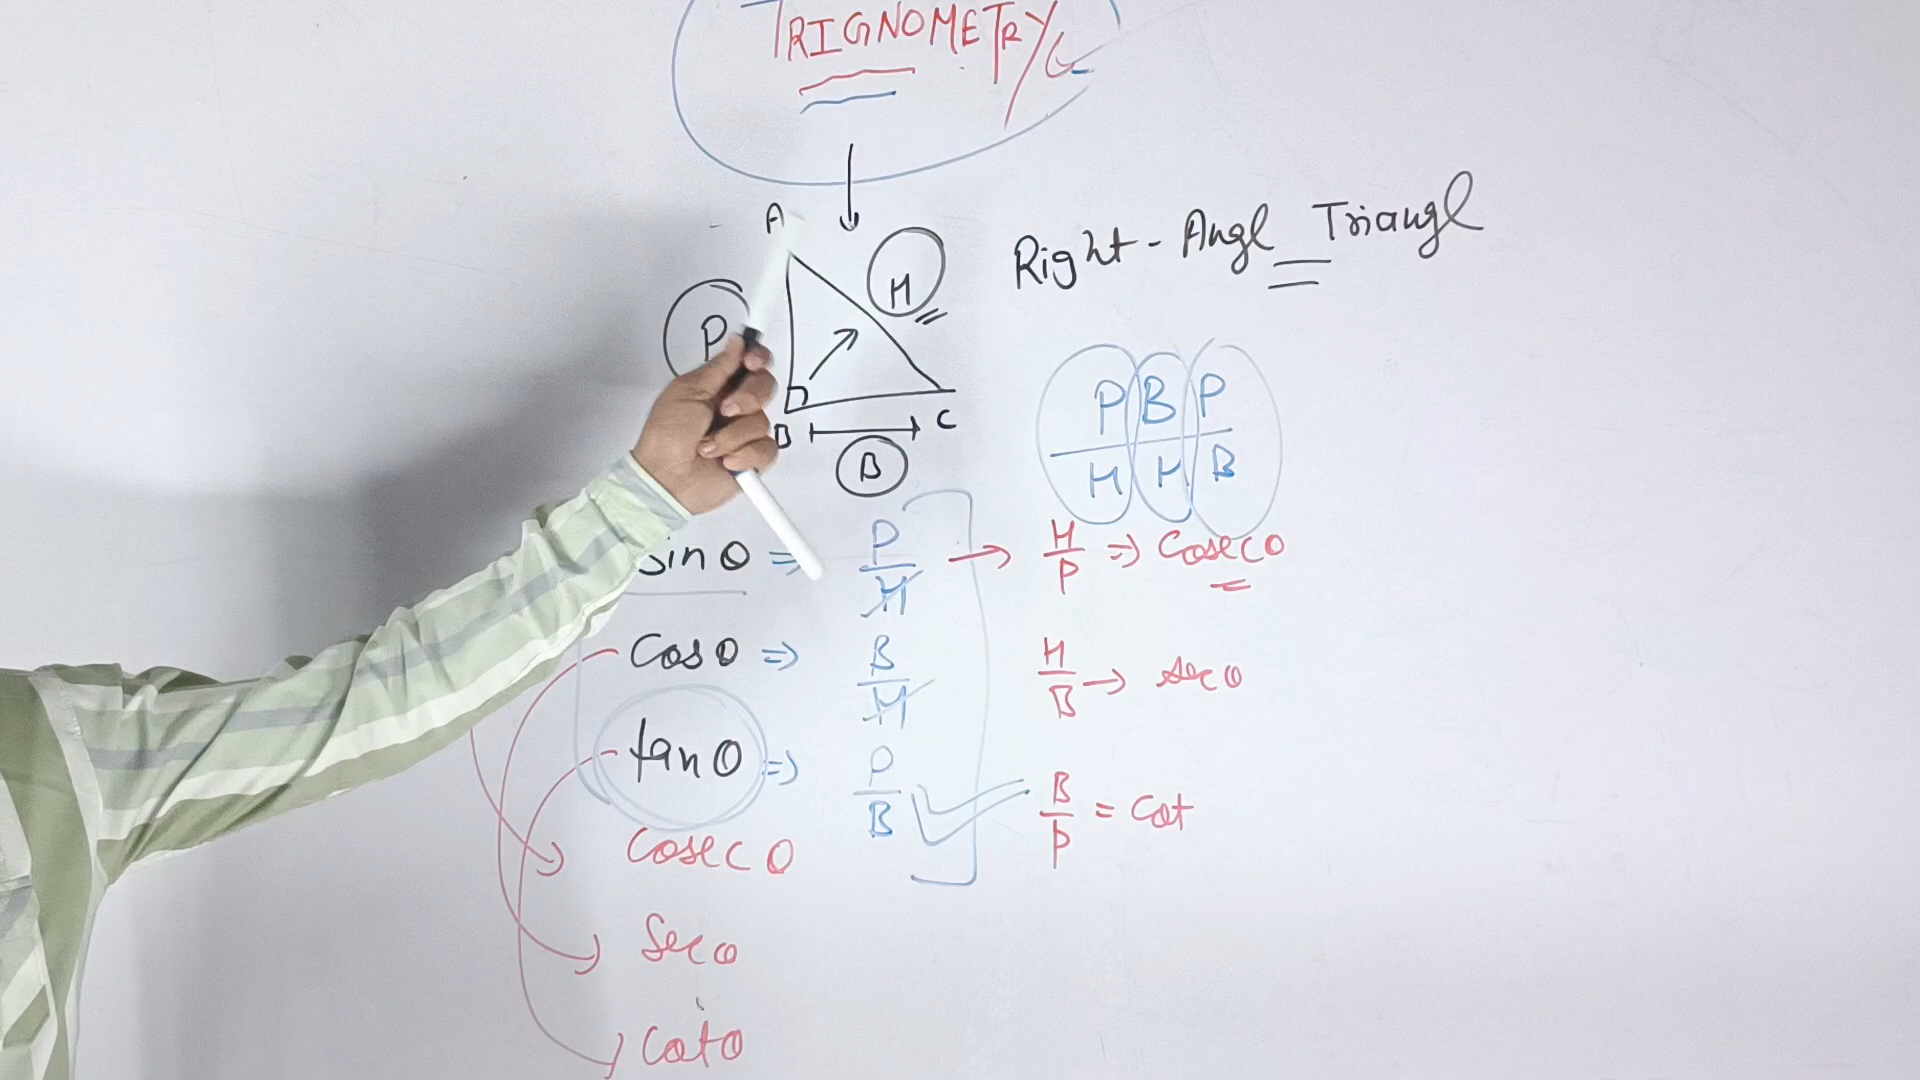 TRIGNOMETRY
A
H
P
Right - Angl Triangl
B C
B
P B P
H H B
sin θ ⇒ P/H → H/P ⇒ Cosec θ
Cos θ ⇒ B/H H/B → sec θ
tan θ ⇒ P/B B/P = Cot
Cosec θ
Sec θ
Cot θ